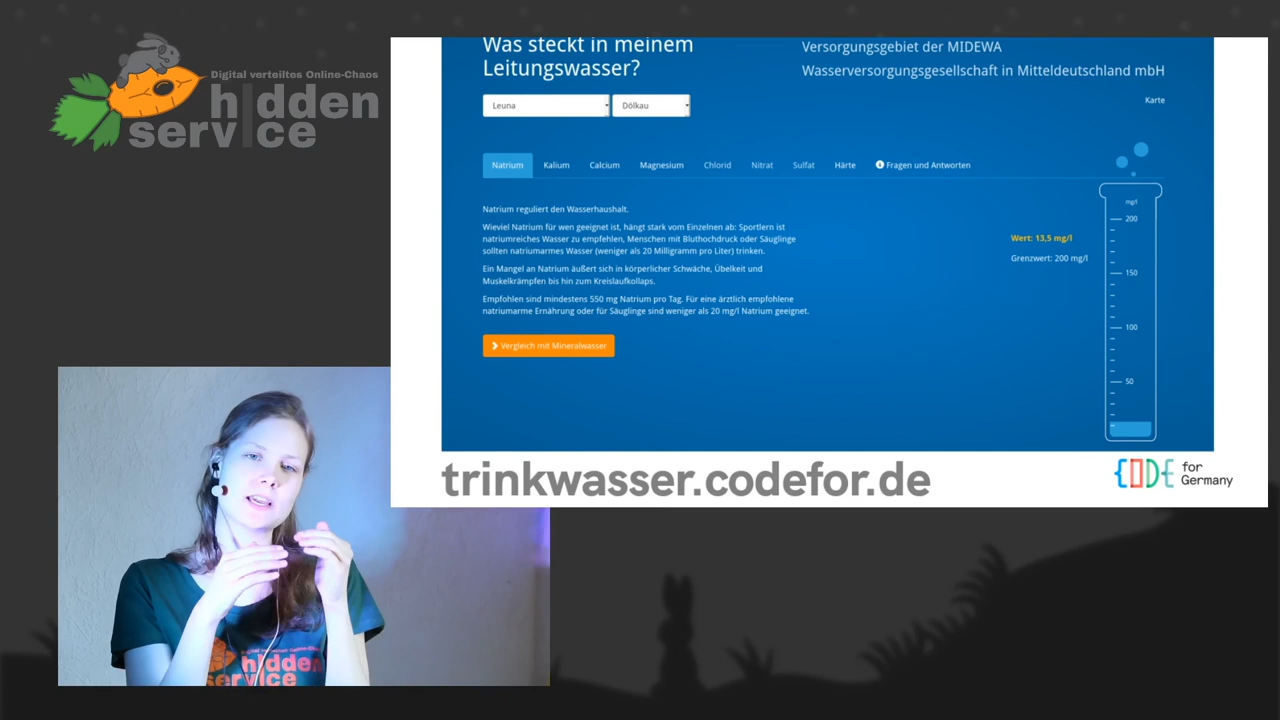 Digital verteiltes Online-Chaos
hidden
service
Was steckt in meinem
Leitungswasser?
Versorgungsgebiet der MIDEWA
Wasserversorgungsgesellschaft in Mitteldeutschland mbH
Leuna
Dölkau
Karte
Natrium
Kalium
Calcium
Magnesium
Chlorid
Nitrat
Sulfat
Härte
Fragen und Antworten
Natrium reguliert den Wasserhaushalt.
Wieviel Natrium für wen geeignet ist, hängt stark vom Einzelnen ab: Sportlern ist
natriumreiches Wasser zu empfehlen, Menschen mit Bluthochdruck oder Säuglinge
sollten natriumarmes Wasser (weniger als 20 Milligramm pro Liter) trinken.
Ein Mangel an Natrium äußert sich in körperlicher Schwäche, Übelkeit und
Muskelkrämpfen bis hin zum Kreislaufkollaps.
Empfohlen sind mindestens 550 mg Natrium pro Tag. Für eine ärztlich empfohlene
natriumarme Ernährung oder für Säuglinge sind weniger als 20 mg/l Natrium geeignet.
Vergleich mit Mineralwasser
Wert: 13,5 mg/l
Grenzwert: 200 mg/l
mg/l
200
150
100
50
trinkwasser.codefor.de
CODE
for
Germany
Digital verteiltes Online-Chaos
hidden
service